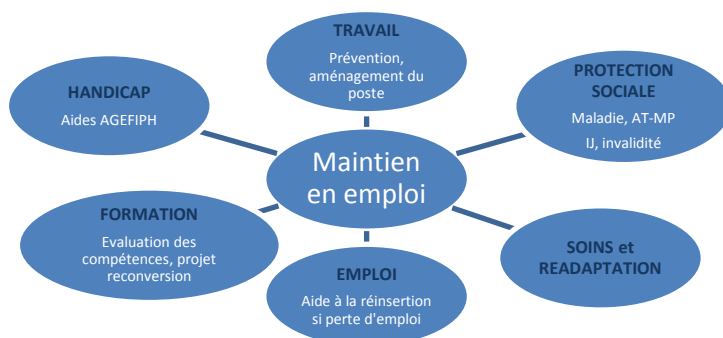 TRAVAIL
Prévention,
aménagement du
poste
PROTECTION
SOCIALE
Maladie, AT-MP
IJ, invalidité
HANDICAP
Aides AGEFIPH
Maintien
en emploi
FORMATION
Evaluation des
compétences, projet
reconversion
SOINS et
READAPTATION
EMPLOI
Aide à la réinsertion
si perte d'emploi